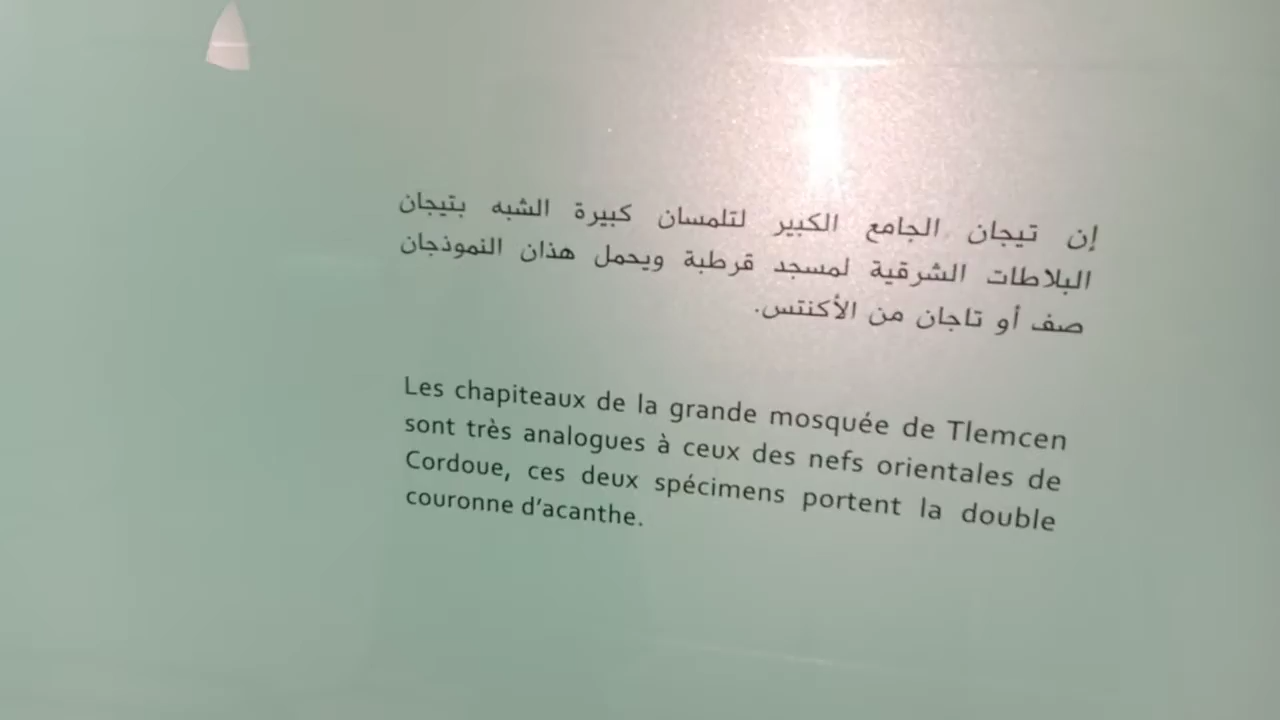 إن تيجان الجامع الكبير لتلمسان كبيرة الشبه بتيجان
البلاطات الشرقية لمسجد قرطبة ويحمل هذان النموذجان
صف أو تاجان من الأكنتس.
Les chapiteaux de la grande mosquée de Tlemcen
sont très analogues à ceux des nefs orientales de
Cordoue, ces deux spécimens portent la double
couronne d’acanthe.